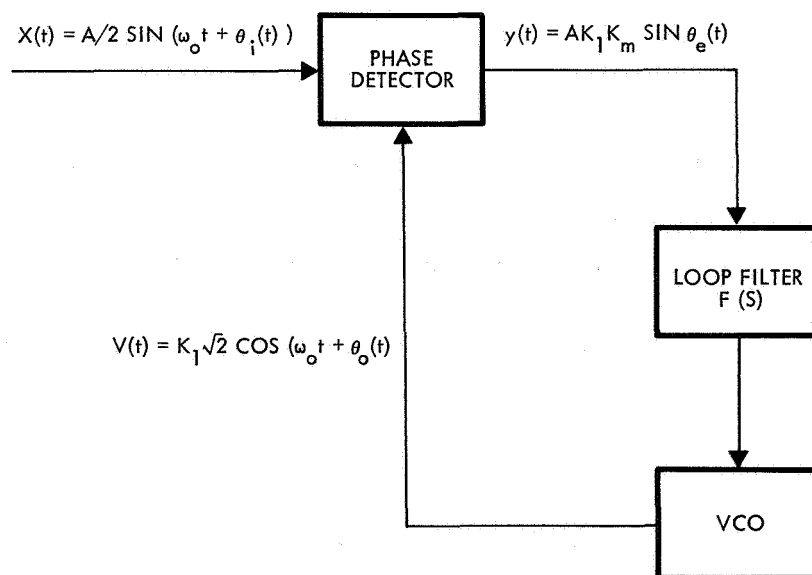 X(t) = A/2 SIN (ω₀t + θᵢ(t) )
PHASE
DETECTOR
y(t) = AK₁Kₘ SIN θₑ(t)
LOOP FILTER
F (S)
V(t) = K₁√2 COS (ω₀t + θ₀(t)
VCO